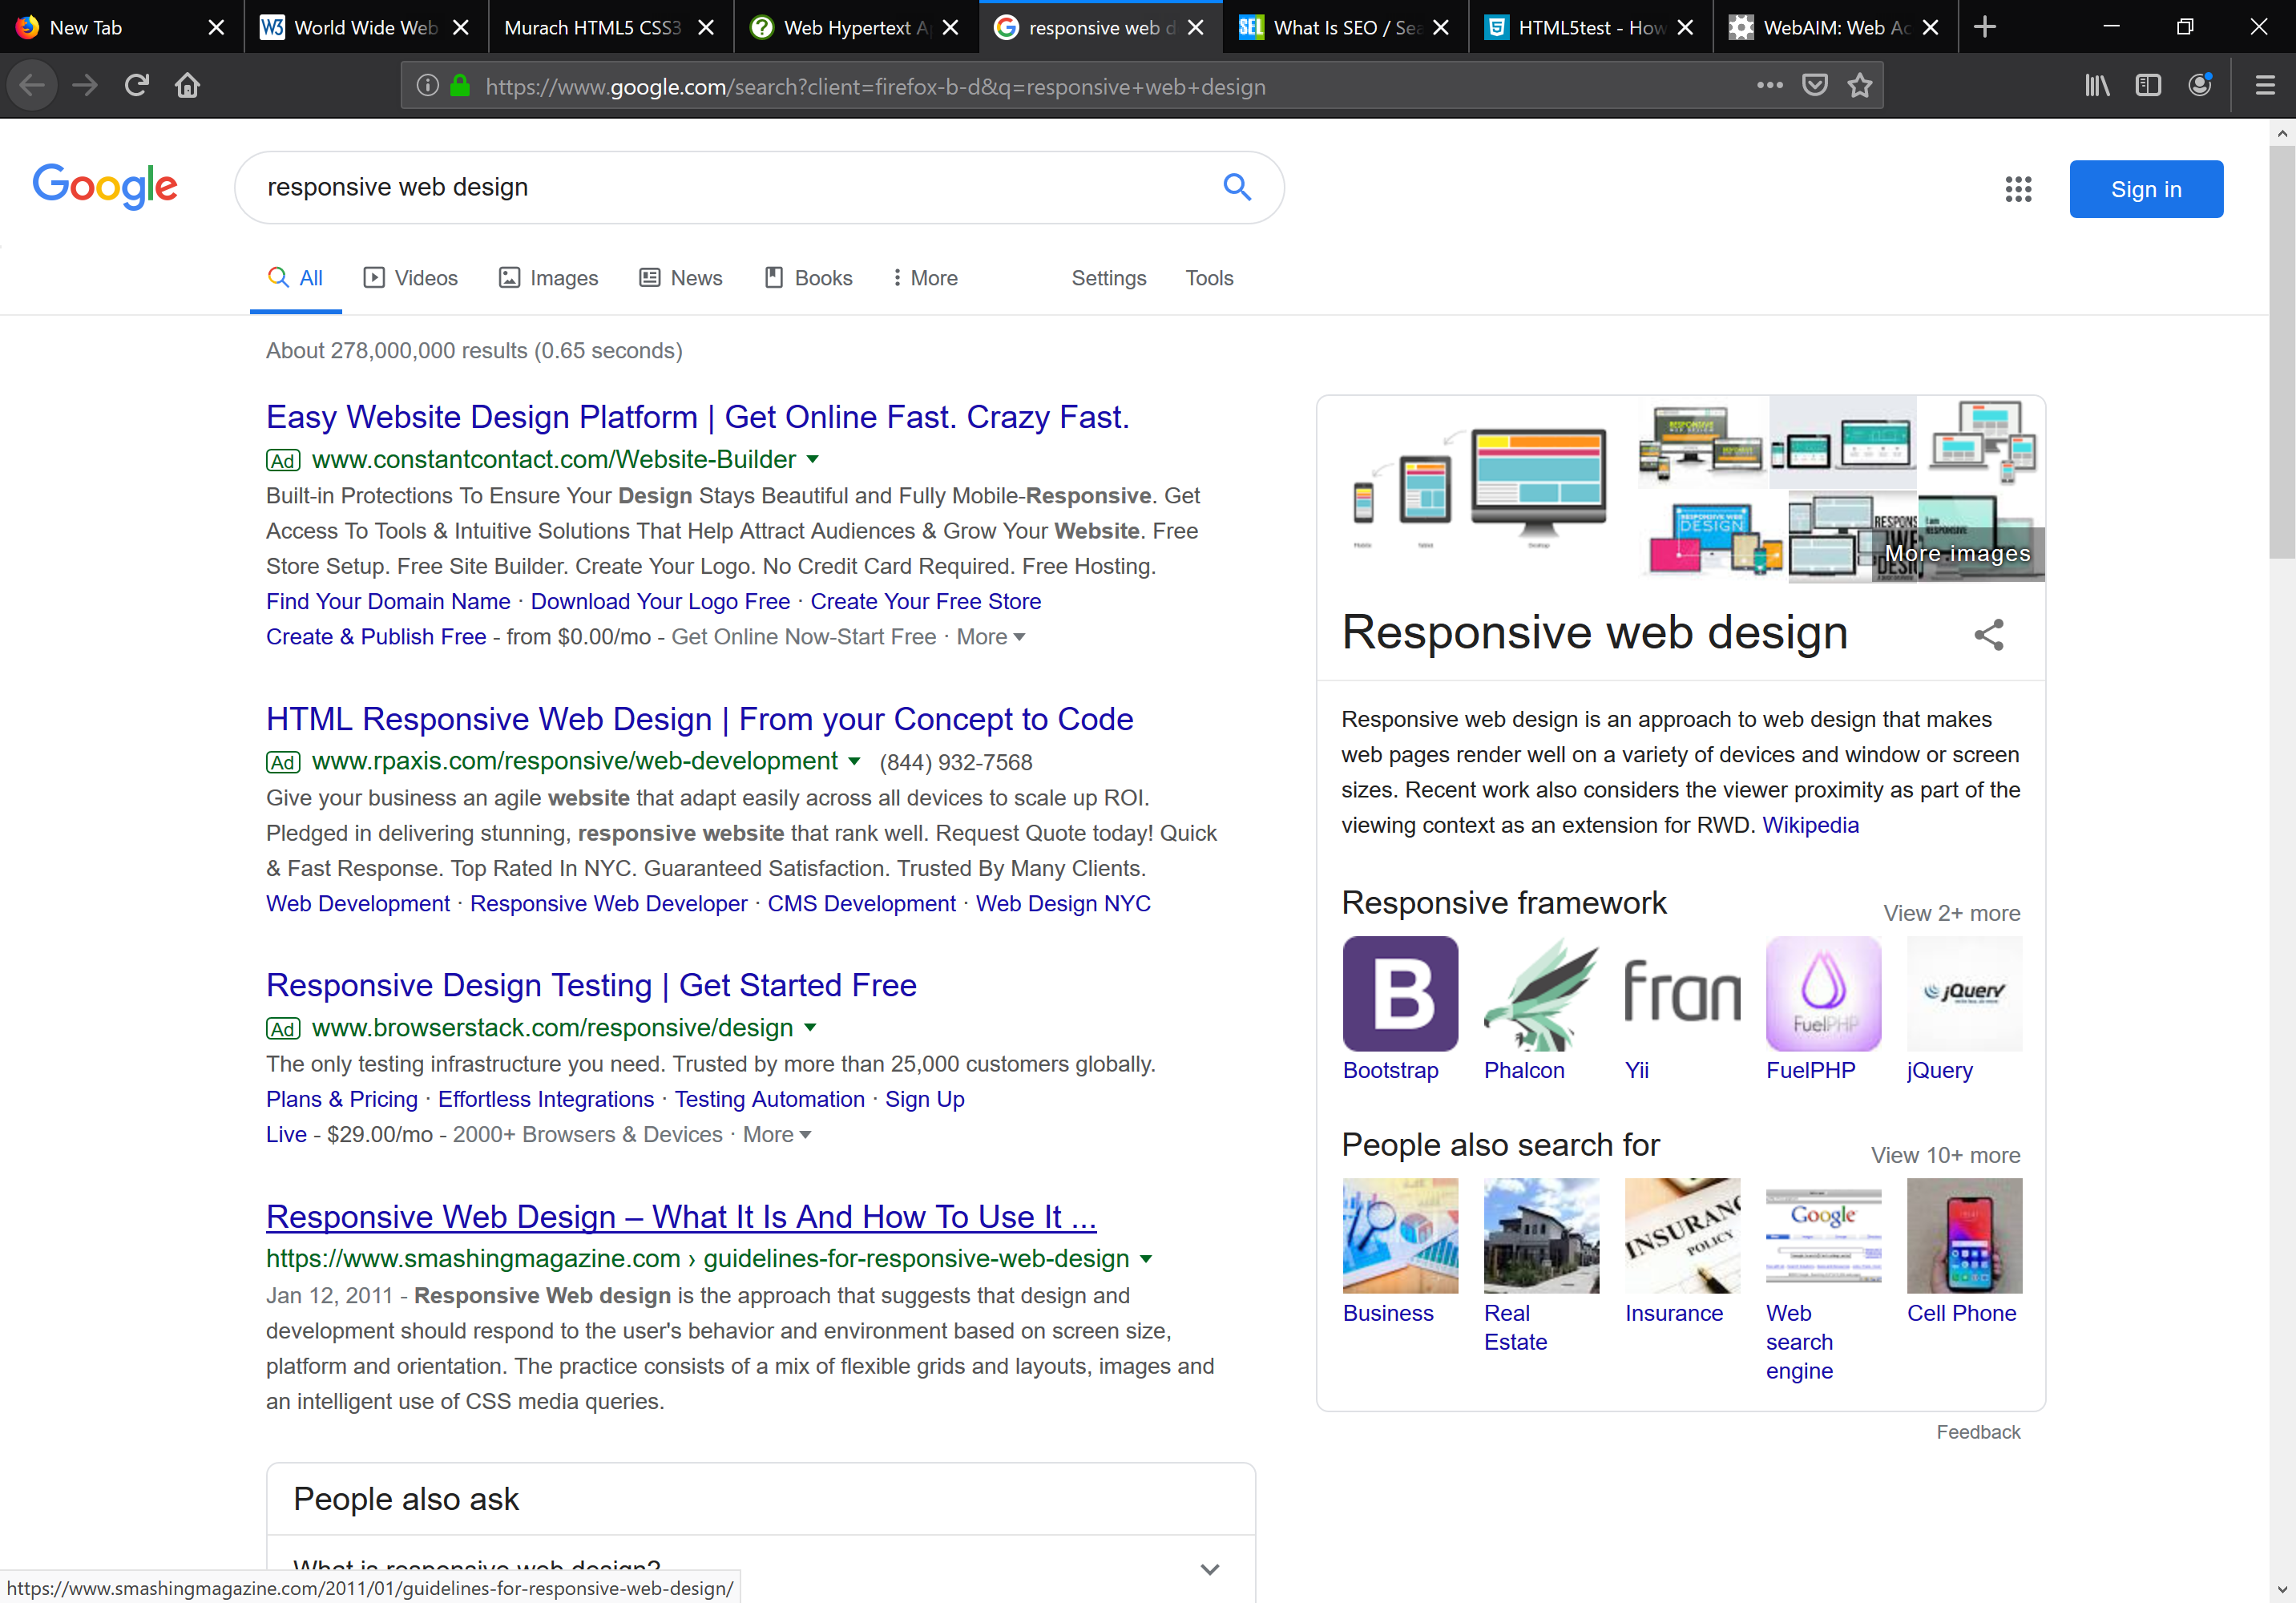 New Tab
World Wide Web
Murach HTML5 CSS3
Web Hypertext A
responsive web d
What Is SEO / Sea
HTML5test - How
WebAIM: Web Ac
https://www.google.com/search?client=firefox-b-d&q=responsive+web+design
Google
responsive web design
Sign in
All
Videos
Images
News
Books
More
Settings
Tools
About 278,000,000 results (0.65 seconds)
Easy Website Design Platform | Get Online Fast. Crazy Fast.
Ad www.constantcontact.com/Website-Builder
Built-in Protections To Ensure Your Design Stays Beautiful and Fully Mobile-Responsive. Get
Access To Tools & Intuitive Solutions That Help Attract Audiences & Grow Your Website. Free
Store Setup. Free Site Builder. Create Your Logo. No Credit Card Required. Free Hosting.
Find Your Domain Name · Download Your Logo Free · Create Your Free Store
Create & Publish Free - from $0.00/mo - Get Online Now-Start Free · More
HTML Responsive Web Design | From your Concept to Code
Ad www.rpaxis.com/responsive/web-development (844) 932-7568
Give your business an agile website that adapt easily across all devices to scale up ROI.
Pledged in delivering stunning, responsive website that rank well. Request Quote today! Quick
& Fast Response. Top Rated In NYC. Guaranteed Satisfaction. Trusted By Many Clients.
Web Development · Responsive Web Developer · CMS Development · Web Design NYC
Responsive Design Testing | Get Started Free
Ad www.browserstack.com/responsive/design
The only testing infrastructure you need. Trusted by more than 25,000 customers globally.
Plans & Pricing · Effortless Integrations · Testing Automation · Sign Up
Live - $29.00/mo - 2000+ Browsers & Devices · More
Responsive Web Design – What It Is And How To Use It ...
https://www.smashingmagazine.com › guidelines-for-responsive-web-design
Jan 12, 2011 - Responsive Web design is the approach that suggests that design and
development should respond to the user's behavior and environment based on screen size,
platform and orientation. The practice consists of a mix of flexible grids and layouts, images and
an intelligent use of CSS media queries.
People also ask
What is responsive web design?
https://www.smashingmagazine.com/2011/01/guidelines-for-responsive-web-design/
Mobile
Tablet
Desktop
RESPONSIVE WEB
DESIGN
More images
Responsive web design
Responsive web design is an approach to web design that makes
web pages render well on a variety of devices and window or screen
sizes. Recent work also considers the viewer proximity as part of the
viewing context as an extension for RWD. Wikipedia
Responsive framework
View 2+ more
B
fran
FuelPHP
jQuery
Bootstrap
Phalcon
Yii
FuelPHP
jQuery
People also search for
View 10+ more
INSURANC
POLICY
Google
Business
Real
Estate
Insurance
Web
search
engine
Cell Phone
Feedback